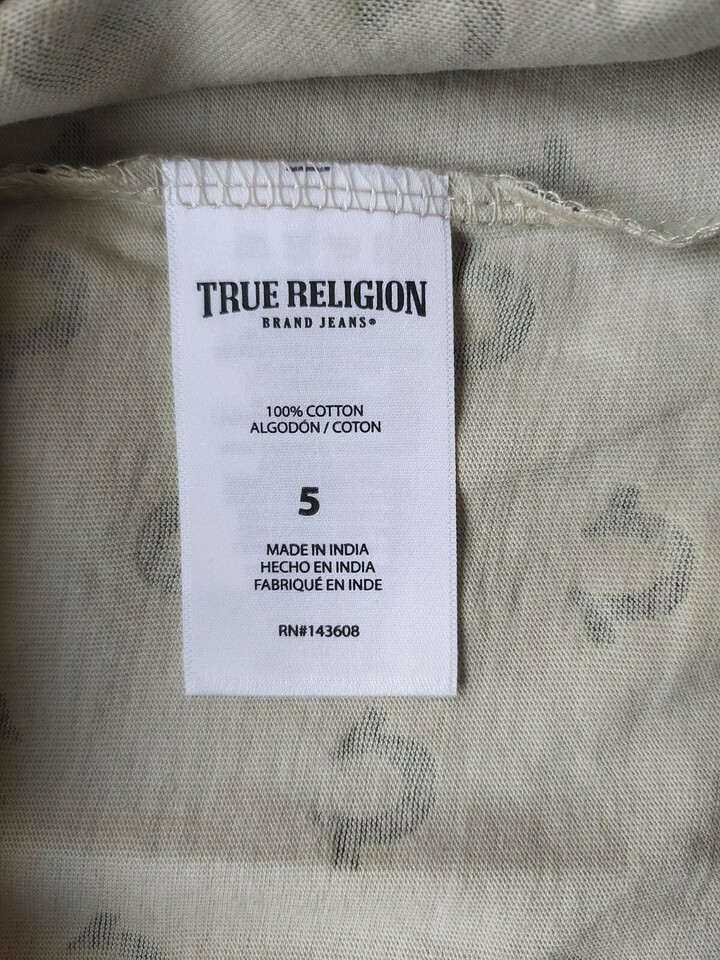 TRUE RELIGION
BRAND JEANS®
100% COTTON
ALGODÓN / COTON
5
MADE IN INDIA
HECHO EN INDIA
FABRIQUÉ EN INDE
RN#143608